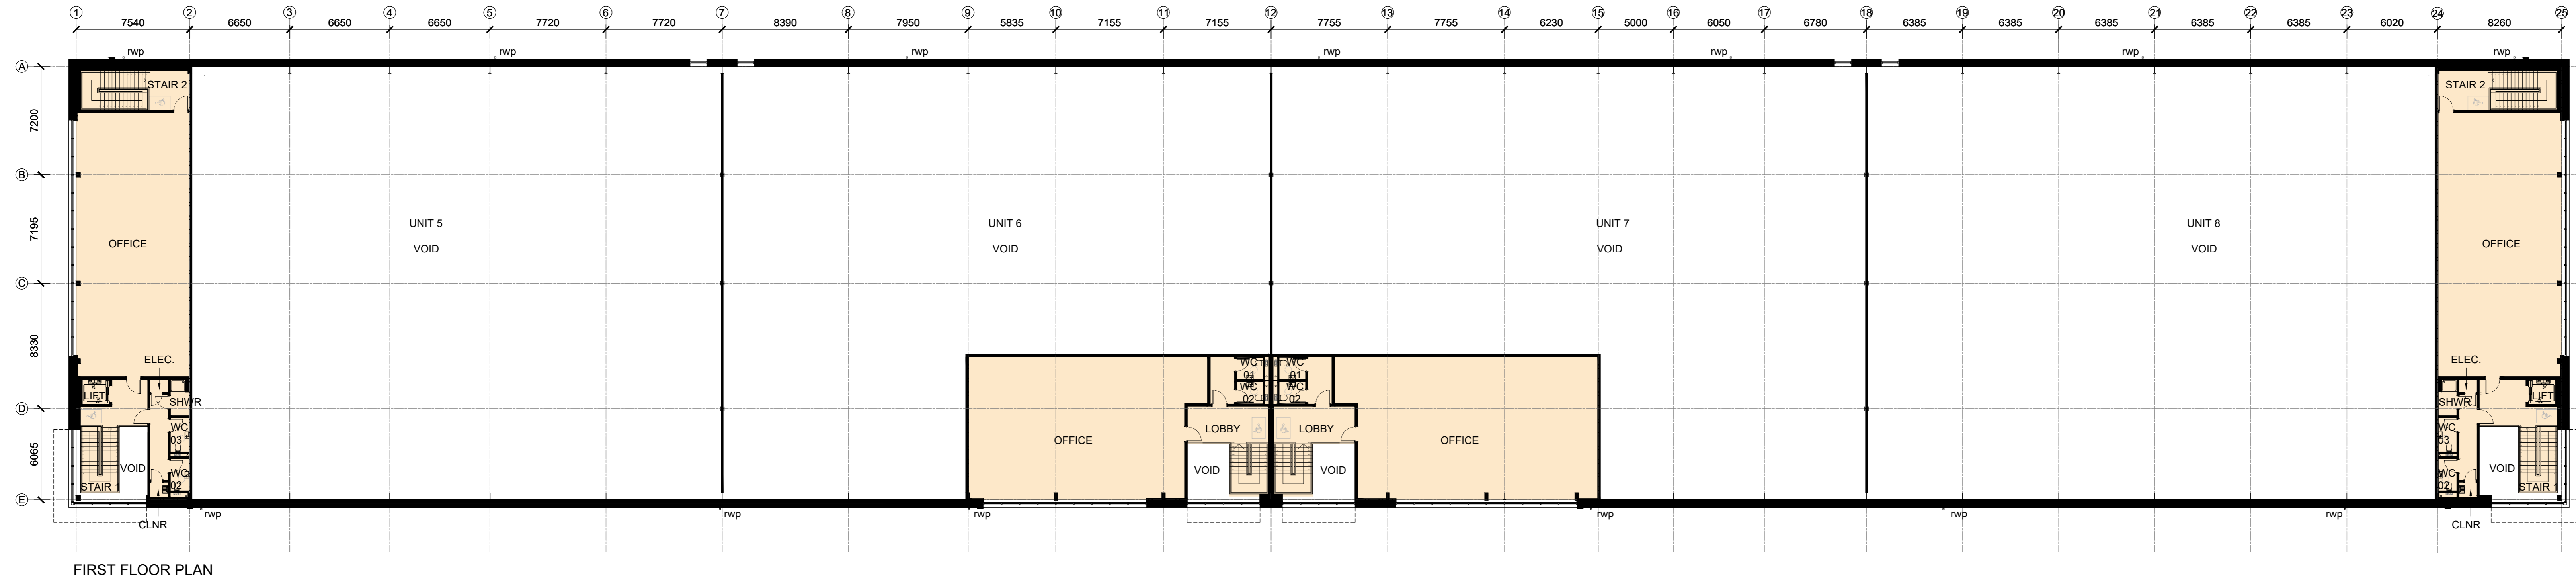 1 2 3 4 5 6 7 8 9 10 11 12 13 14 15 16 17 18 19 20 21 22 23 24 25
7540 6650 6650 6650 7720 7720 8390 7950 5835 7155 7155 7755 7755 6230 5000 6050 6780 6385 6385 6385 6385 6385 6020 8260
rwp rwp rwp rwp rwp rwp rwp
A
STAIR 2 STAIR 2
7200
B
7195
UNIT 5 UNIT 6 UNIT 7 UNIT 8
OFFICE VOID VOID VOID VOID OFFICE
C
8330
ELEC. WC WC ELEC.
01 01
LIFT WC WC LIFT
SHWR 02 02 SHWR
D
WC LOBBY LOBBY WC
03 OFFICE OFFICE 03
6065
VOID WC VOID VOID WC VOID
STAIR 1 02 02 STAIR 1
E
rwp rwp rwp rwp rwp rwp
CLNR CLNR
FIRST FLOOR PLAN